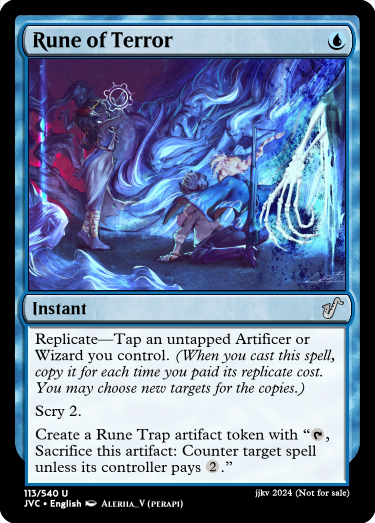 Rune of Terror
Instant
Replicate—Tap an untapped Artificer or
Wizard you control. (When you cast this spell,
copy it for each time you paid its replicate cost.
You may choose new targets for the copies.)
Scry 2.
Create a Rune Trap artifact token with “,
Sacrifice this artifact: Counter target spell
unless its controller pays 2.”
113/540 U
JVC • English ALERIIA_V (PERAPI)
jjkv 2024 (Not for sale)